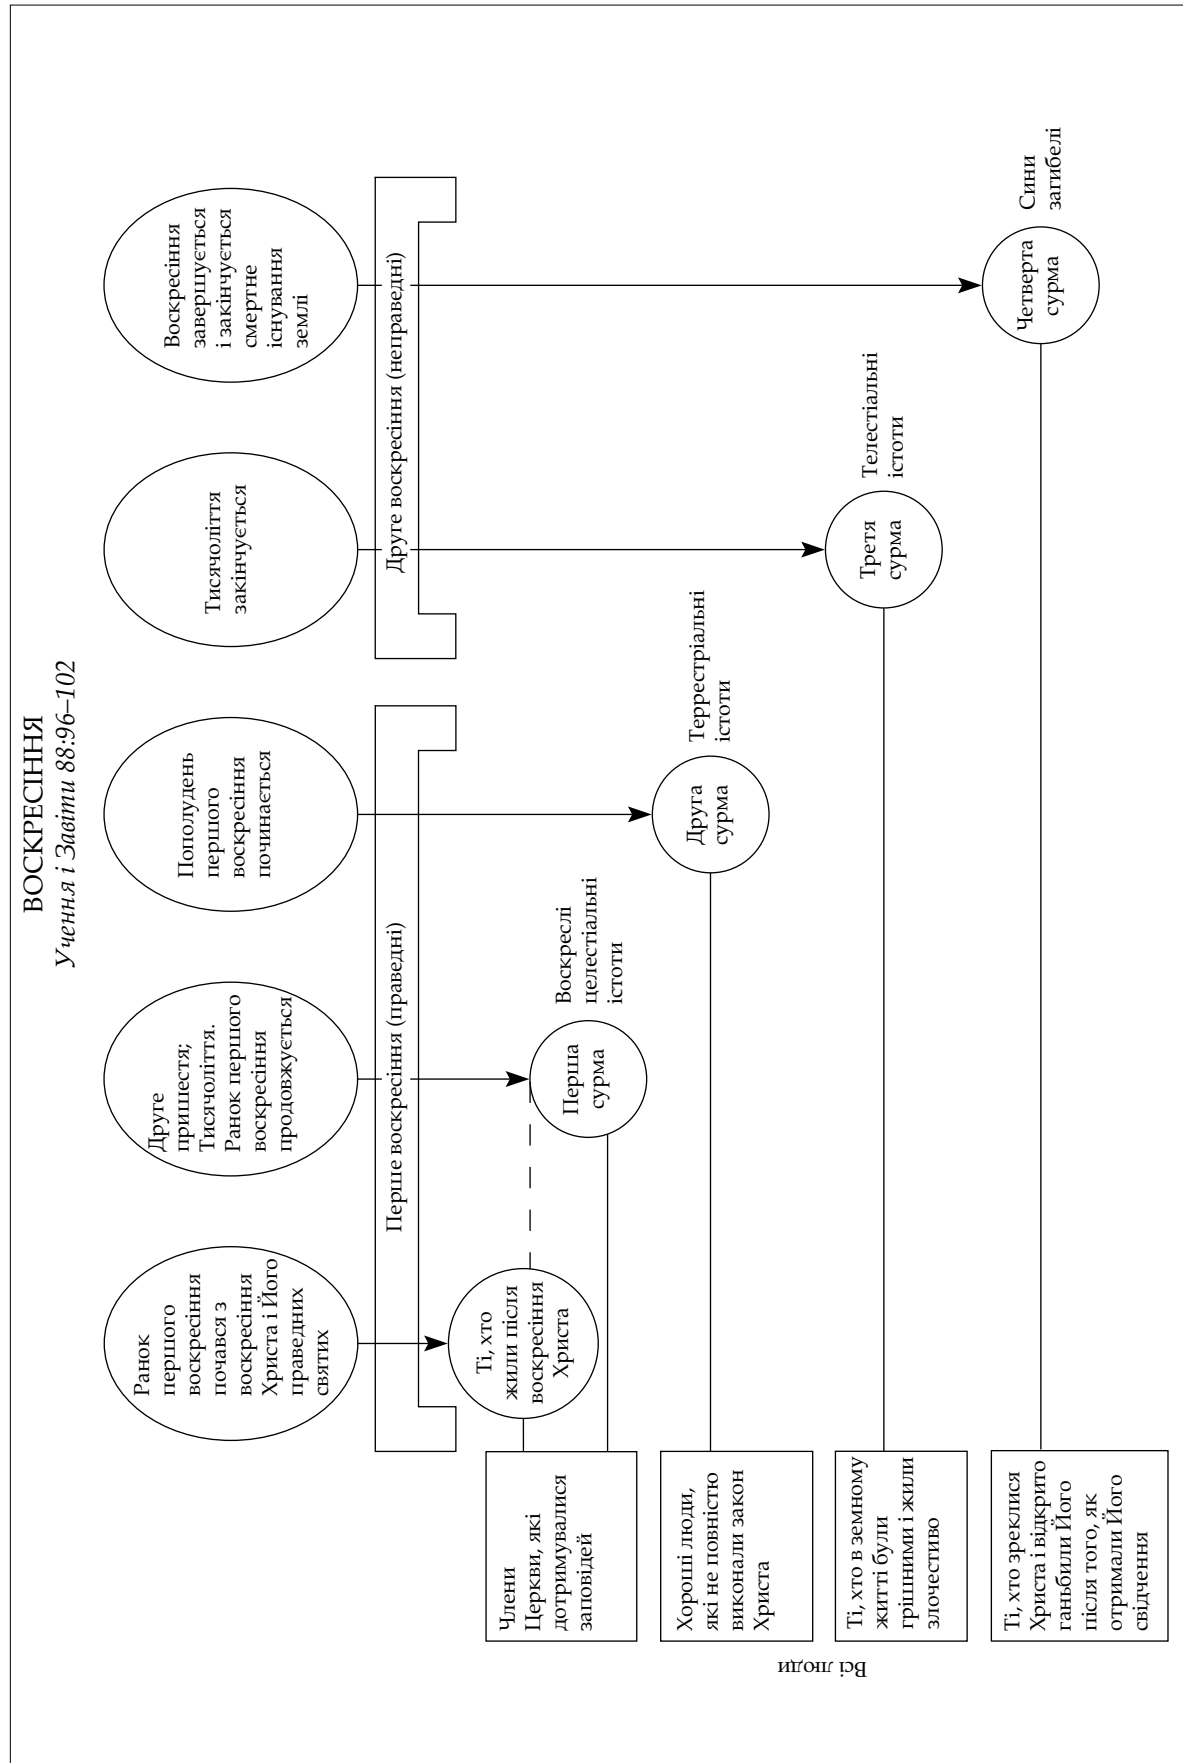 ВОСКРЕСІННЯ
Учення і Завіти 88:96–102
Ранок
першого
воскресіння
почався з
воскресіння
Христа і Його
праведних
святих
Друге
пришестя;
Тисячоліття.
Ранок першого
воскресіння
продовжується
Пополудень
першого
воскресіння
починається
Тисячоліття
закінчується
Воскресіння
завершується
і закінчується
смертне
існування
землі
Перше воскресіння (праведні)
Друге воскресіння (неправедні)
Всі люди
Члени
Церкви, які
дотримувалися
заповідей
Ті, хто
жили після
воскресіння
Христа
Перша
сурма
Воскреслі
целестіальні
істоти
Хороші люди,
які не повністю
виконали закон
Христа
Друга
сурма
Террестріальні
істоти
Ті, хто в земному
житті були
грішними і жили
злочестиво
Третя
сурма
Телестіальні
істоти
Ті, хто зреклися
Христа і відкрито
ганьбили Його
після того, як
отримали Його
свідчення
Четверта
сурма
Сини
загибелі